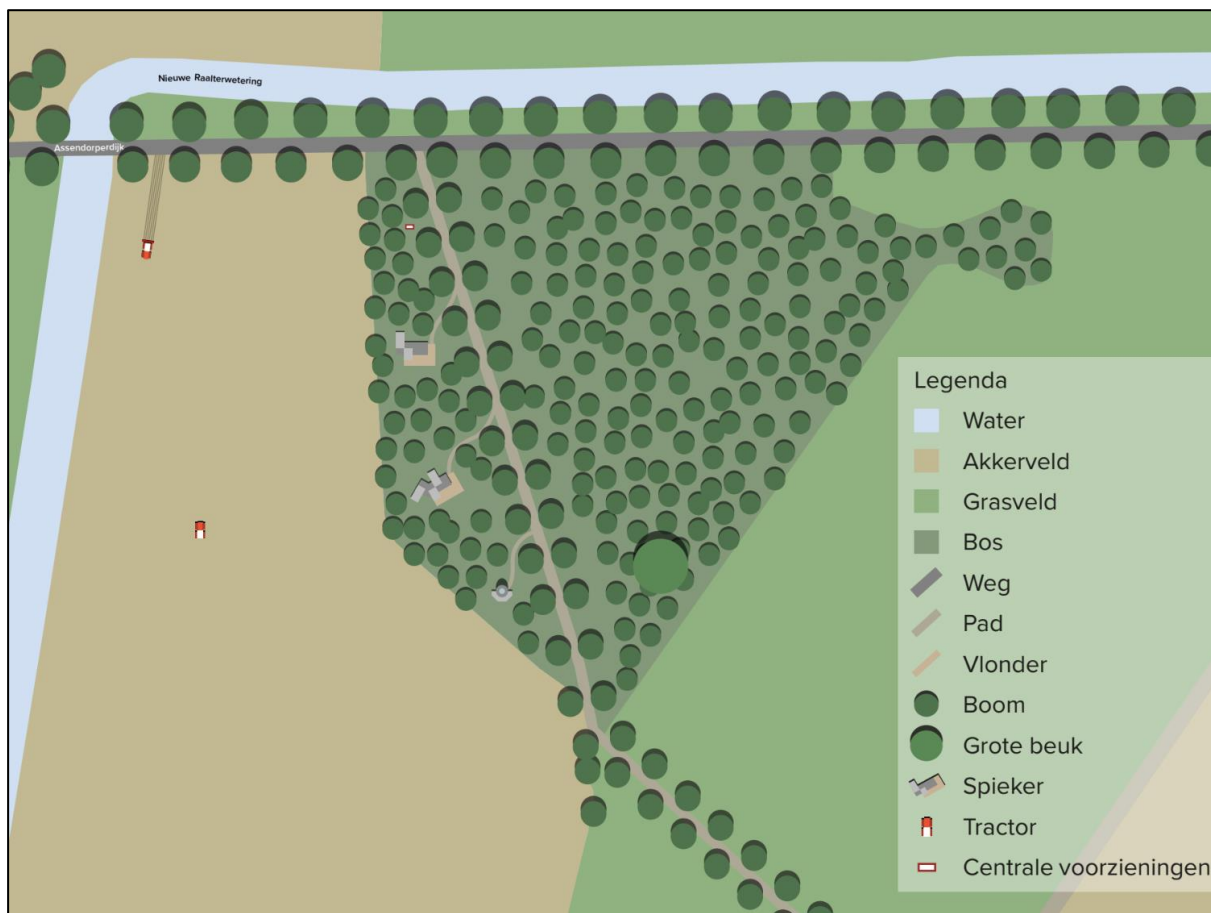 Nieuwe Raalterwetering
Assendorperdijk
Legenda
Water
Akkerveld
Grasveld
Bos
Weg
Pad
Vlonder
Boom
Grote beuk
Spieker
Tractor
Centrale voorzieningen